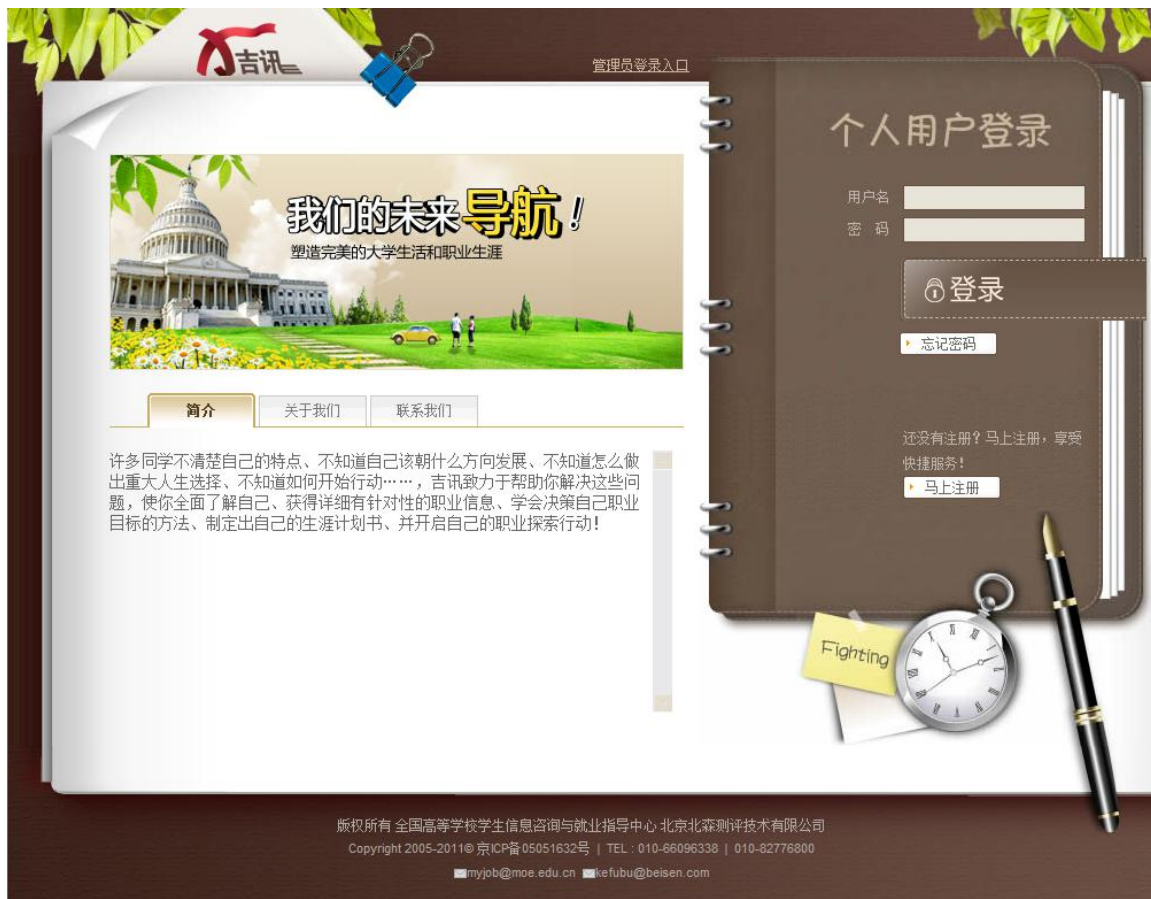 吉讯
管理员登录入口
个人用户登录
用户名
密 码
登录
忘记密码
还没有注册？马上注册，享受
快捷服务！
马上注册
我们的未来导航！
塑造完美的大学生活和职业生涯
简介
关于我们
联系我们
许多同学不清楚自己的特点、不知道自己该朝什么方向发展、不知道怎么做
出重大人生选择、不知道如何开始行动……，吉讯致力于帮助你解决这些问
题，使你全面了解自己、获得详细有针对性的职业信息、学会决策自己职业
目标的方法、制定出自己的生涯计划书、并开启自己的职业探索行动！
Fighting
版权所有 全国高等学校学生信息咨询与就业指导中心 北京北森测评技术有限公司
Copyright 2005-2011© 京ICP备05051632号 | TEL : 010-66096338 | 010-82776800
myjob@moe.edu.cn kefubu@beisen.com